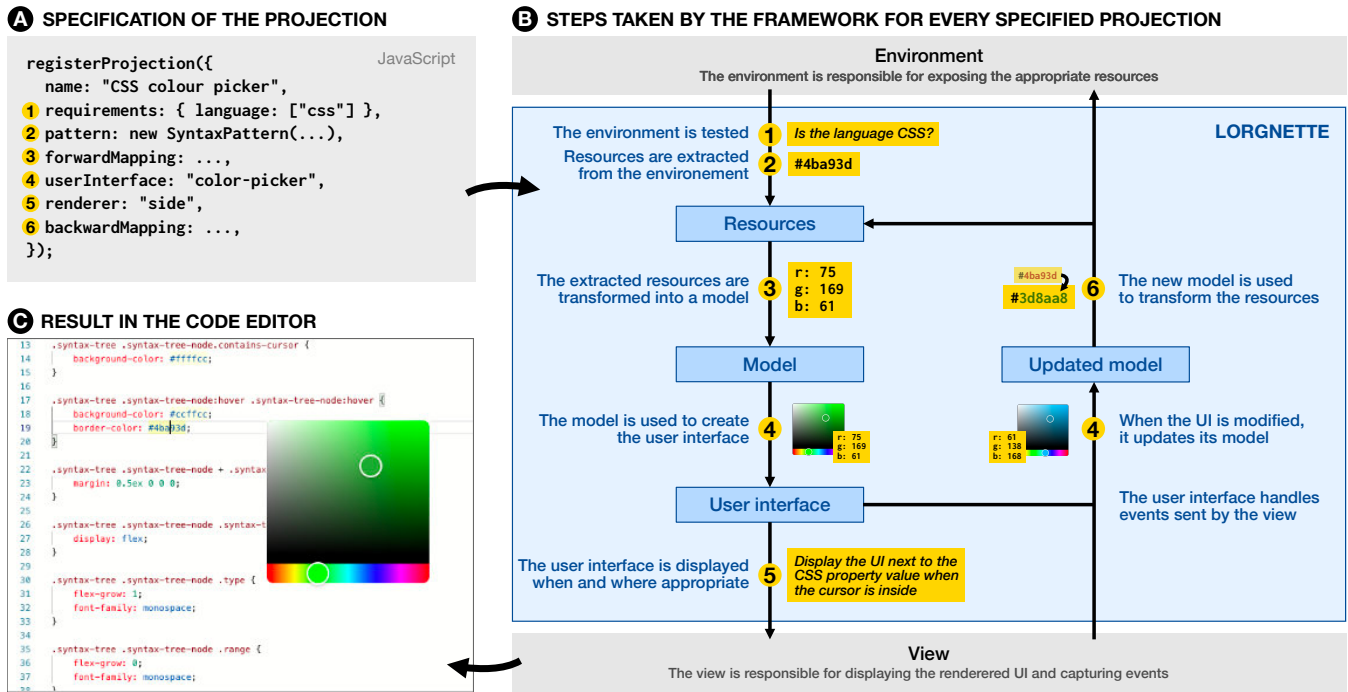 A SPECIFICATION OF THE PROJECTION
JavaScript
registerProjection({
name: "CSS colour picker",
1 requirements: { language: ["css"] },
2 pattern: new SyntaxPattern(...),
3 forwardMapping: ...,
4 userInterface: "color-picker",
5 renderer: "side",
6 backwardMapping: ...,
});
C RESULT IN THE CODE EDITOR
13 .syntax-tree .syntax-tree-node.contains-cursor {
14 background-color: #ffffcc;
15 }
16
17 .syntax-tree .syntax-tree-node:hover .syntax-tree-node:hover {
18 background-color: #ccffcc;
19 border-color: #4ba93d;
20 }
21
22 .syntax-tree .syntax-tree-node + .syntax
23 margin: 0.5ex 0 0 0;
24 }
25
26 .syntax-tree .syntax-tree-node .syntax-t
27 display: flex;
28 }
29
30 .syntax-tree .syntax-tree-node .type {
31 flex-grow: 1;
32 font-family: monospace;
33 }
34
35 .syntax-tree .syntax-tree-node .range {
36 flex-grow: 0;
37 font-family: monospace;
38 }
B STEPS TAKEN BY THE FRAMEWORK FOR EVERY SPECIFIED PROJECTION
Environment
The environment is responsible for exposing the appropriate resources
LORGNETTE
The environment is tested
1
Is the language CSS?
Resources are extracted
from the environement
2
#4ba93d
Resources
The extracted resources are
transformed into a model
3
r: 75
g: 169
b: 61
#4ba93d
#3d8aa8
6
The new model is used
to transform the resources
Model
Updated model
The model is used to create
the user interface
4
r: 75
g: 169
b: 61
r: 61
g: 138
b: 168
4
When the UI is modified,
it updates its model
User interface
The user interface handles
events sent by the view
The user interface is displayed
when and where appropriate
5
Display the UI next to the
CSS property value when
the cursor is inside
View
The view is responsible for displaying the renderered UI and capturing events